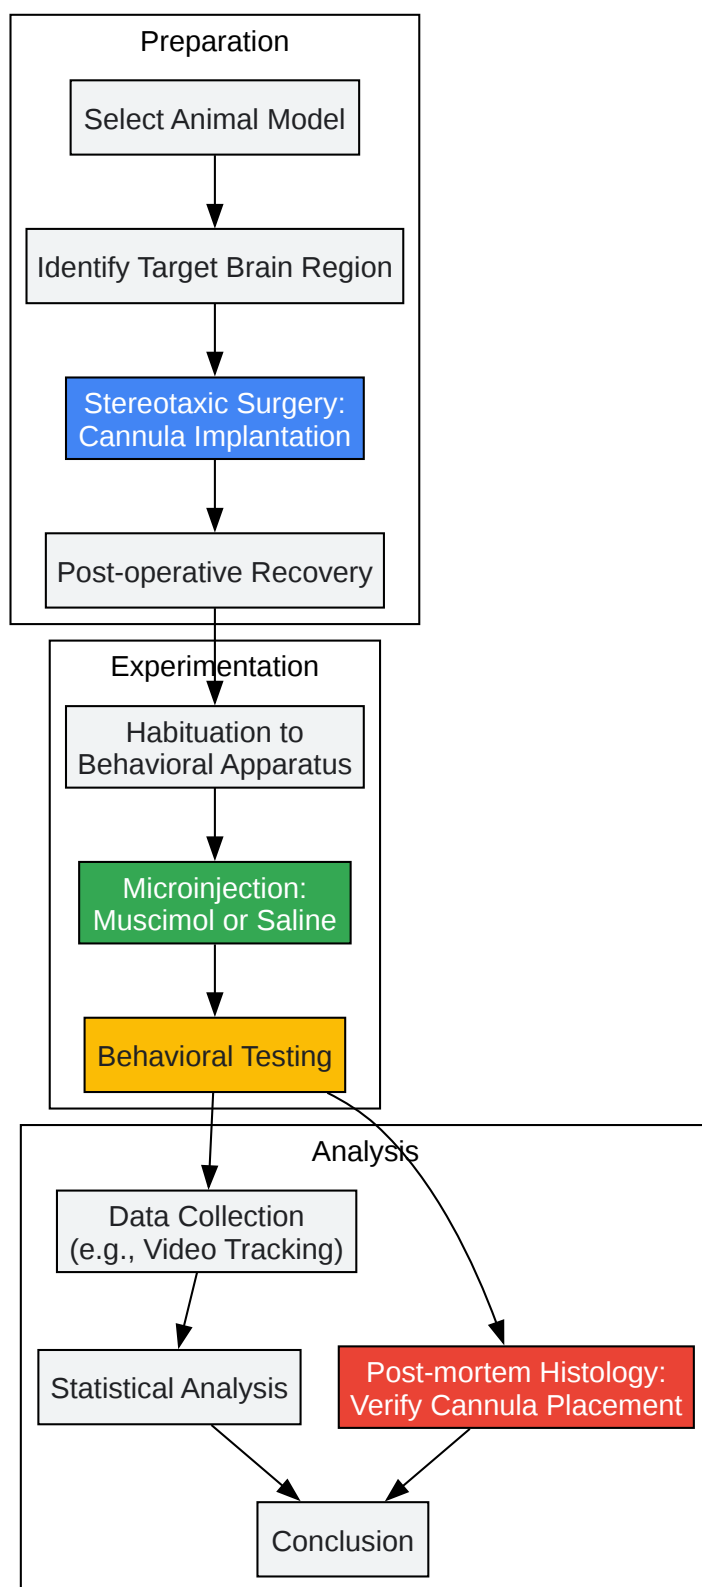 Preparation
Select Animal Model
Identify Target Brain Region
Stereotaxic Surgery:
Cannula Implantation
Post-operative Recovery
Experimentation
Habituation to
Behavioral Apparatus
Microinjection:
Muscimol or Saline
Behavioral Testing
Analysis
Data Collection
(e.g., Video Tracking)
Statistical Analysis
Post-mortem Histology:
Verify Cannula Placement
Conclusion